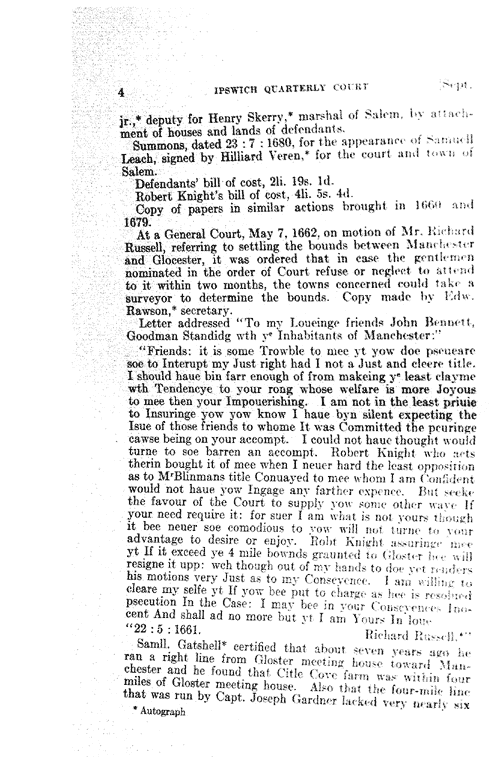 4 IPSWICH QUARTERLY COURT [Sept.
jr.,* deputy for Henry Skerry,* marshal of Salem, by attach-
ment of houses and lands of defendants.
Summons, dated 23 : 7 : 1680, for the appearance of Samuell
Leach, signed by Hilliard Veren,* for the court and town of
Salem.
Defendants' bill of cost, 2li. 19s. 1d.
Robert Knight's bill of cost, 4li. 5s. 4d.
Copy of papers in similar actions brought in 1660 and
1679.
At a General Court, May 7, 1662, on motion of Mr. Richard
Russell, referring to settling the bounds between Manchester
and Glocester, it was ordered that in case the gentlemen
nominated in the order of Court refuse or neglect to attend
to it within two months, the towns concerned could take a
surveyor to determine the bounds. Copy made by Edw.
Rawson,* secretary.
Letter addressed "To my Loueinge friends John Bennett,
Goodman Standidg wth yᵉ Inhabitants of Manchester:"
"Friends: it is some Trowble to mee yt yow doe pseueare
soe to Interupt my Just right had I not a Just and cleere title.
I should haue bin farr enough of from makeing yᵉ least clayme
wth Tendencye to your rong whose welfare is more Joyous
to mee then your Impouerishing. I am not in the least priuie
to Insuringe yow yow know I haue byn silent expecting the
Isue of those friends to whome It was Committed the pcuringe
cawse being on your accompt. I could not haue thought would
turne to soe barren an accompt. Robert Knight who acts
therin bought it of mee when I neuer hard the least opposition
as to MʳBlinmans title Conuayed to mee whom I am Confident
would not haue yow Ingage any farther expence. But seeke
the favour of the Court to supply yow some other waye If
your need require it: for suer I am what is not yours though
it bee neuer soe comodious to yow will not turne to your
advantage to desire or enjoy. Robt Knight assuringe mee
yt If it exceed ye 4 mile bownds graunted to Gloster hee will
resigne it upp: wch though out of my hands to doe yet renders
his motions very Just as to my Conseyence. I am willing to
cleare my selfe yt If yow bee put to charge as hee is resolued
psecution In the Case: I may bee in your Conscyences Ino-
cent And shall ad no more but yt I am Yours In loue
"22 : 5 : 1661. Richard Russell.*"
Samll. Gatshell* certified that about seven years ago he
ran a right line from Gloster meeting house toward Man-
chester and he found that Citle Cove farm was within four
miles of Gloster meeting house. Also that the four-mile line
that was run by Capt. Joseph Gardner lacked very nearly six
* Autograph